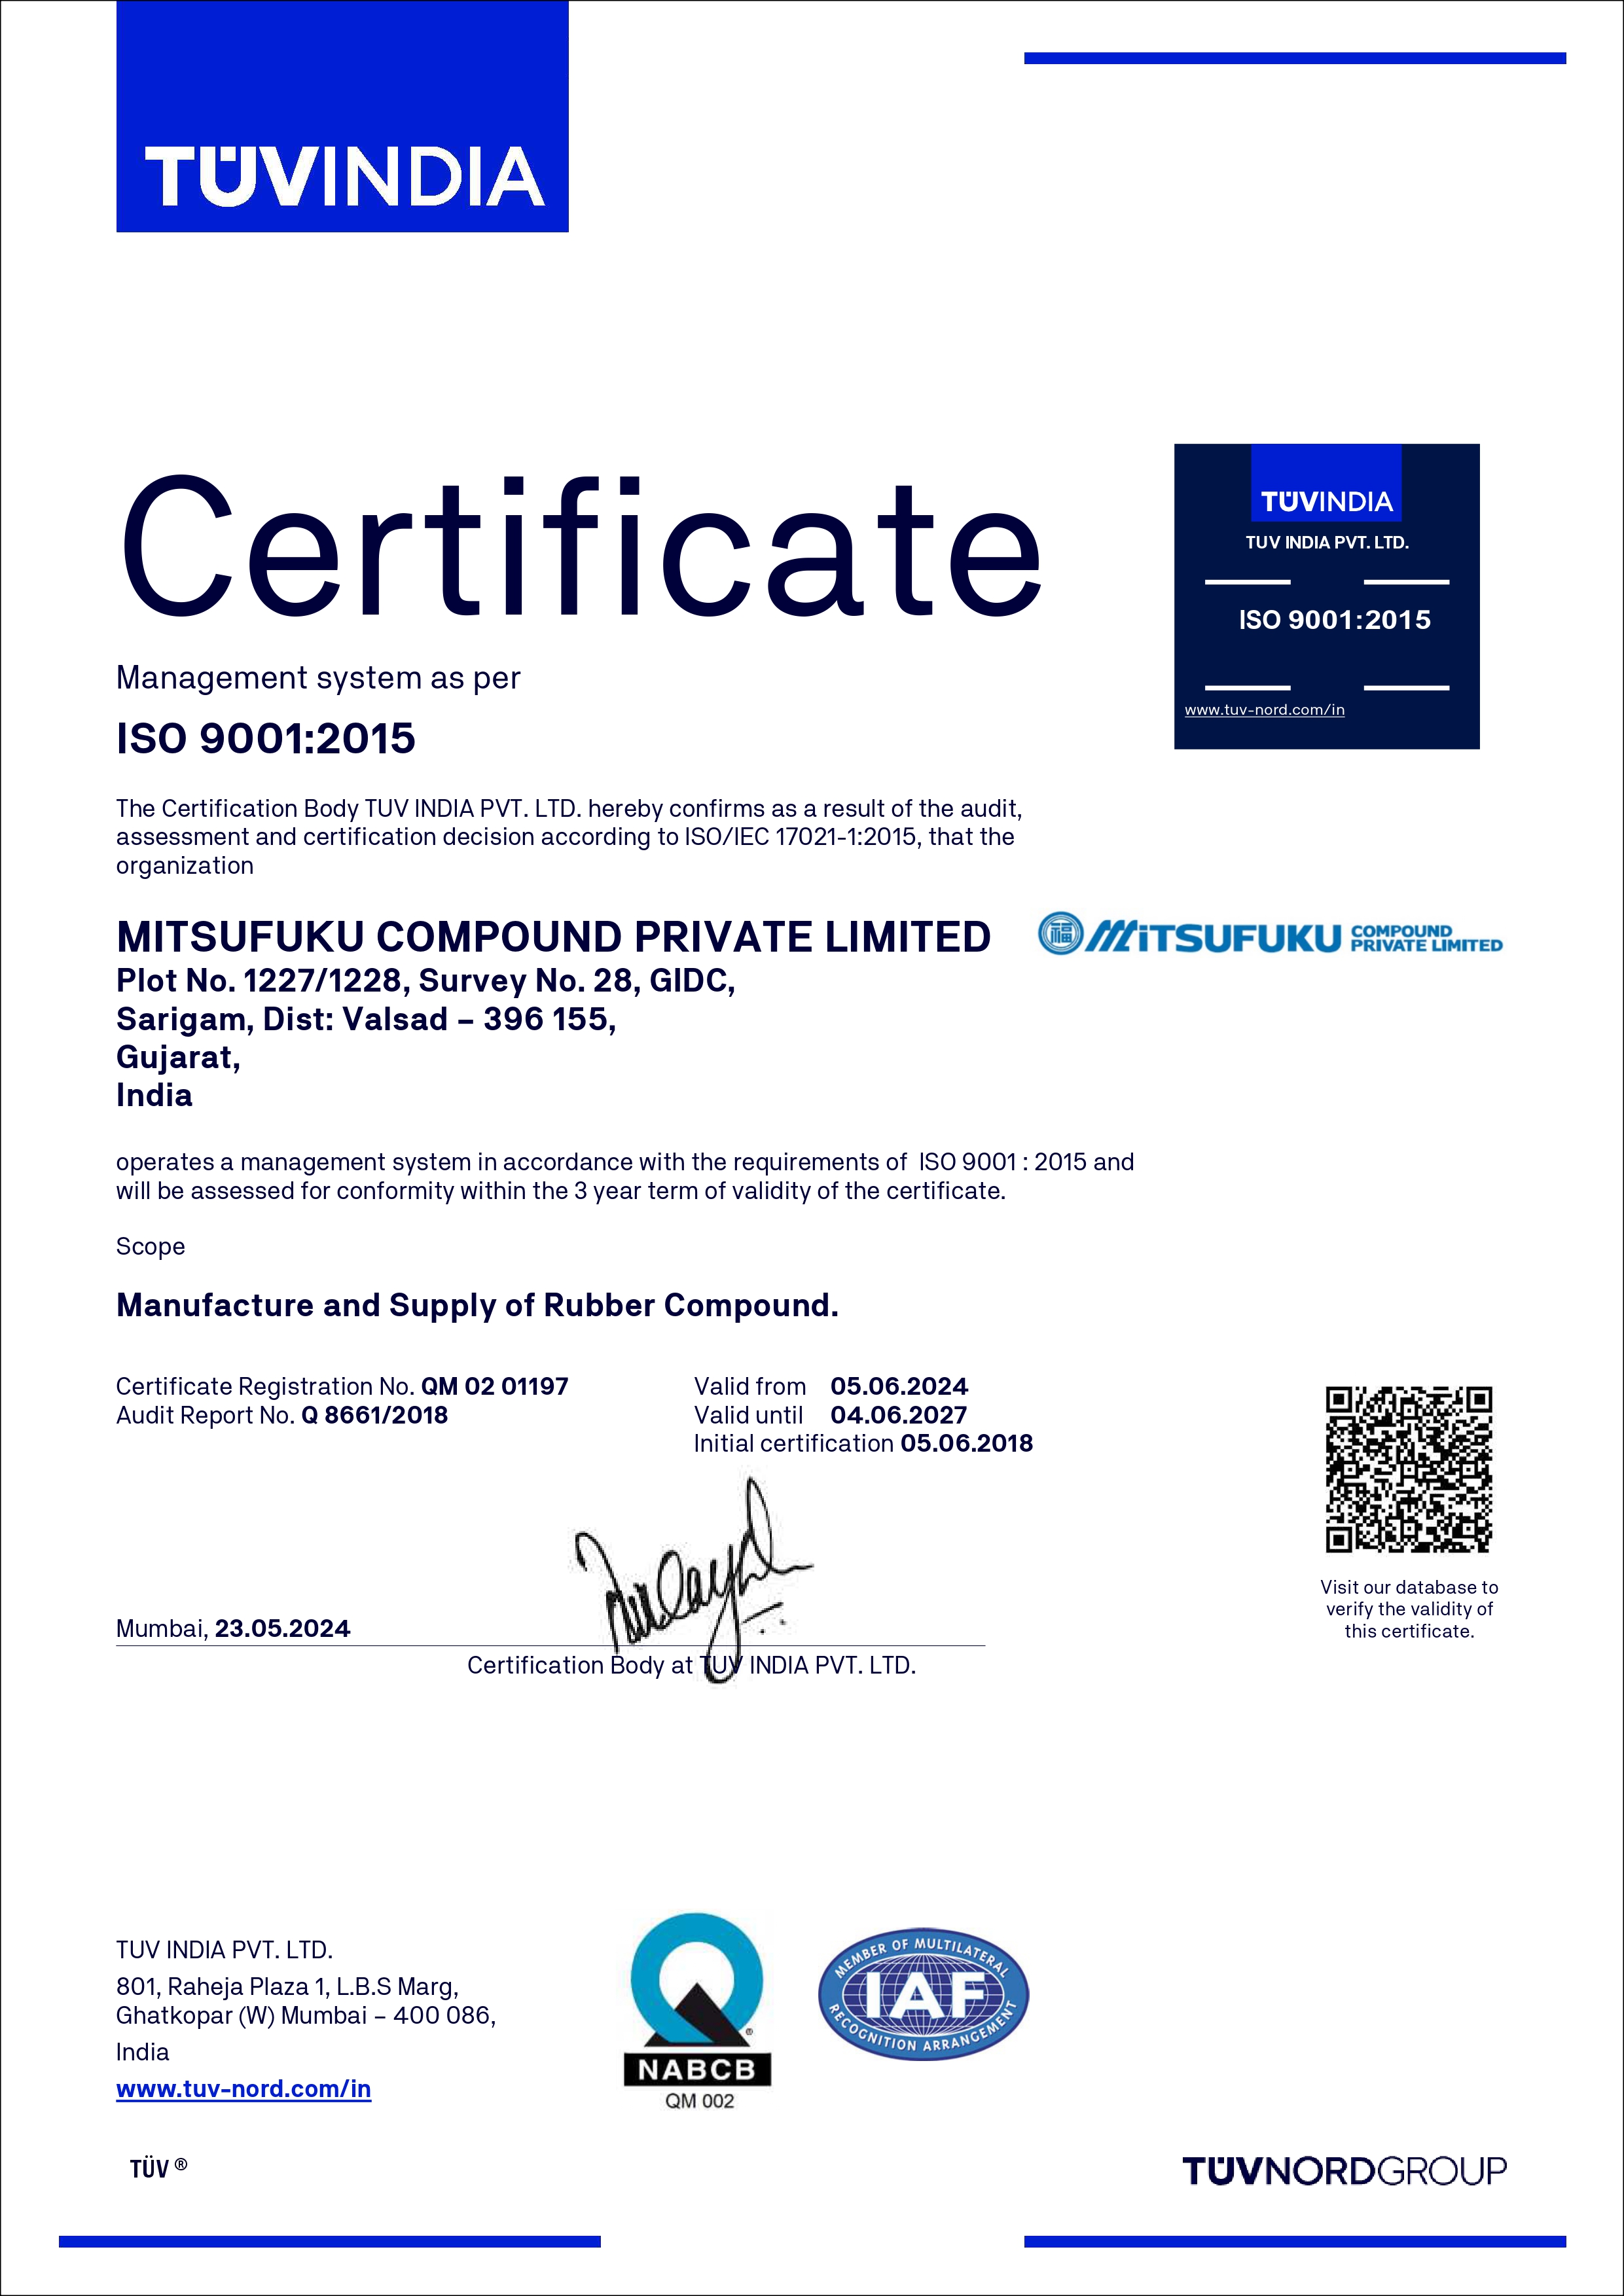 TÜVINDIA
Certificate
TÜVINDIA
TUV INDIA PVT. LTD.
ISO 9001:2015
www.tuv-nord.com/in
Management system as per
ISO 9001:2015
The Certification Body TUV INDIA PVT. LTD. hereby confirms as a result of the audit,
assessment and certification decision according to ISO/IEC 17021-1:2015, that the
organization
MITSUFUKU COMPOUND PRIVATE LIMITED
福 MITSUFUKU COMPOUND
PRIVATE LIMITED
Plot No. 1227/1228, Survey No. 28, GIDC,
Sarigam, Dist: Valsad – 396 155,
Gujarat,
India
operates a management system in accordance with the requirements of  ISO 9001 : 2015 and
will be assessed for conformity within the 3 year term of validity of the certificate.
Scope
Manufacture and Supply of Rubber Compound.
Certificate Registration No. QM 02 01197
Audit Report No. Q 8661/2018
Valid from 05.06.2024
Valid until 04.06.2027
Initial certification 05.06.2018
Visit our database to
verify the validity of
this certificate.
Mumbai, 23.05.2024
Certification Body at TUV INDIA PVT. LTD.
TUV INDIA PVT. LTD.
801, Raheja Plaza 1, L.B.S Marg,
Ghatkopar (W) Mumbai – 400 086,
India
www.tuv-nord.com/in
®
NABCB
QM 002
MEMBER OF MULTILATERAL
IAF
RECOGNITION ARRANGEMENT
TÜV ®
TÜVNORDGROUP